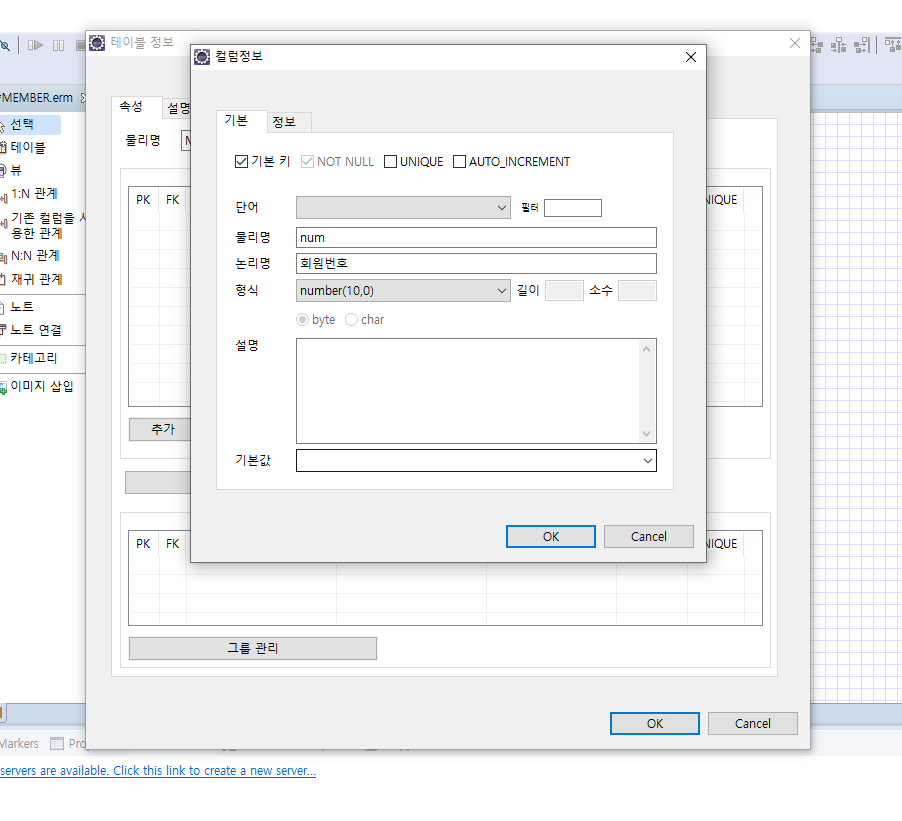 테이블 정보
컬럼정보
*MEMBER.erm
속성
설명
기본
정보
선택
물리명
테이블
기본 키
NOT NULL
UNIQUE
AUTO_INCREMENT
뷰
1:N 관계
PK
FK
NIQUE
단어
필터
기존 컬럼을 사
용한 관계
물리명
num
N:N 관계
논리명
회원번호
재귀 관계
형식
number(10,0)
길이
소수
노트
byte
char
노트 연결
설명
카테고리
이미지 삽입
추가
기본값
OK
Cancel
PK
FK
NIQUE
그룹 관리
OK
Cancel
Markers
servers are available. Click this link to create a new server...